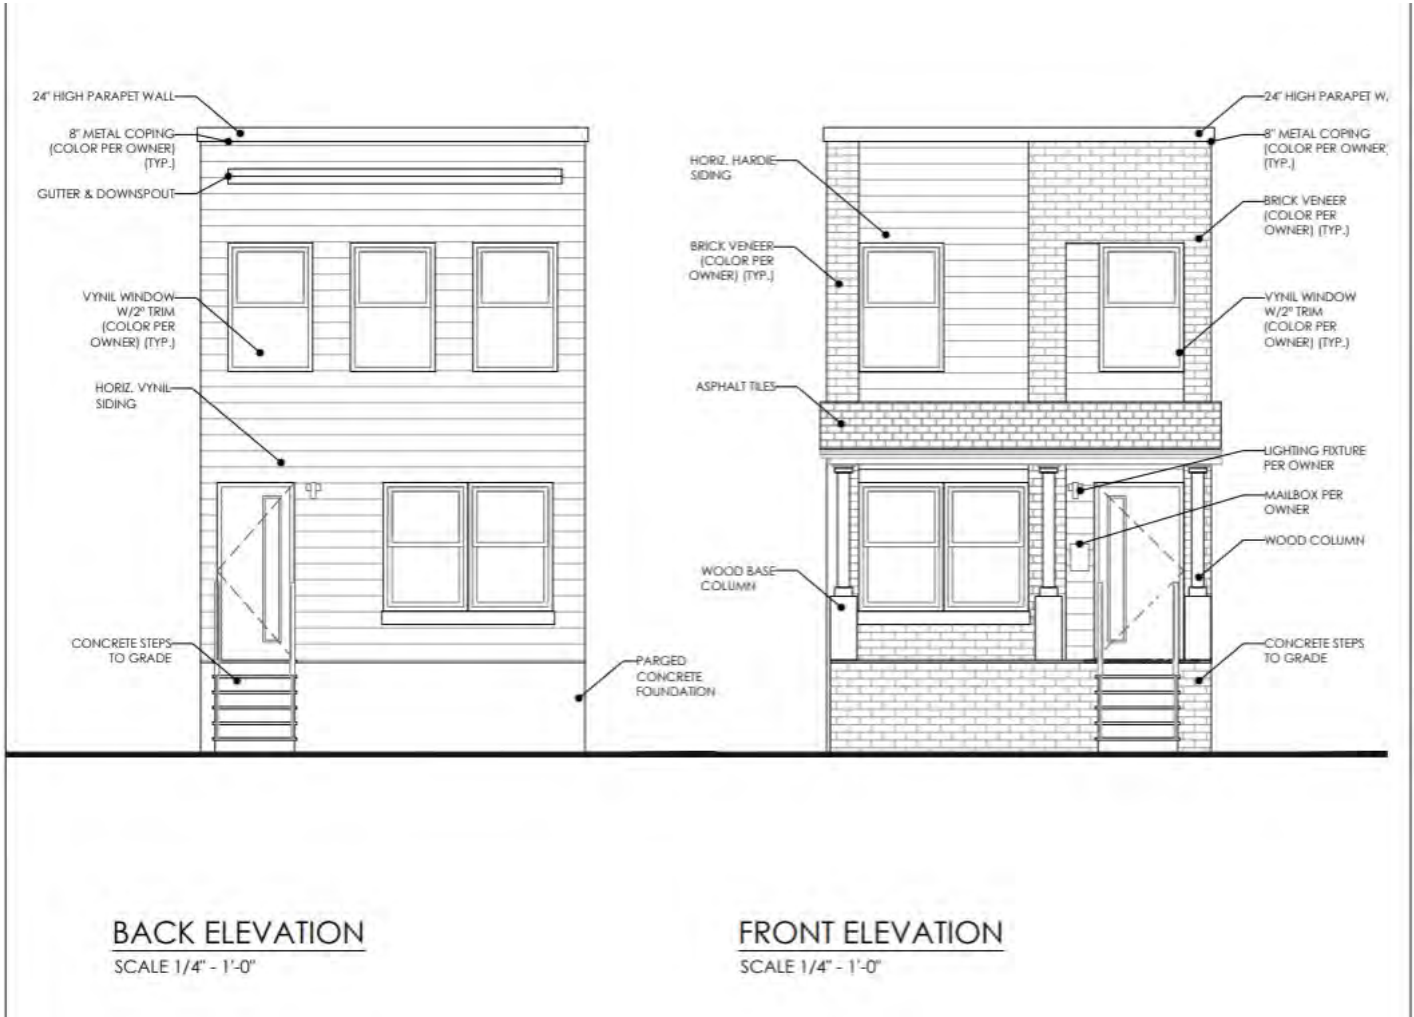 24" HIGH PARAPET WALL
8" METAL COPING
(COLOR PER OWNER)
(TYP.)
GUTTER & DOWNSPOUT
VYNIL WINDOW
W/2" TRIM
(COLOR PER
OWNER) (TYP.)
HORIZ. VYNIL
SIDING
CONCRETE STEPS
TO GRADE
PARGED
CONCRETE
FOUNDATION
HORIZ. HARDIE
SIDING
BRICK VENEER
(COLOR PER
OWNER) (TYP.)
ASPHALT TILES
WOOD BASE
COLUMN
24" HIGH PARAPET W
8" METAL COPING
(COLOR PER OWNER
(TYP.)
BRICK VENEER
(COLOR PER
OWNER) (TYP.)
VYNIL WINDOW
W/2" TRIM
(COLOR PER
OWNER) (TYP.)
LIGHTING FIXTURE
PER OWNER
MAILBOX PER
OWNER
WOOD COLUMN
CONCRETE STEPS
TO GRADE
BACK ELEVATION
SCALE 1/4" - 1'-0"
FRONT ELEVATION
SCALE 1/4" - 1'-0"